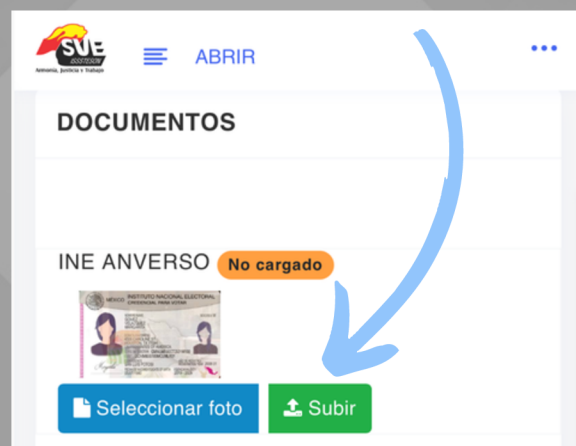 SUE
ISSSTESON
Armonía, Justicia y Trabajo
ABRIR
DOCUMENTOS
INE ANVERSO No cargado
MÉXICO INSTITUTO NACIONAL ELECTORAL
CREDENCIAL PARA VOTAR
Seleccionar foto
Subir